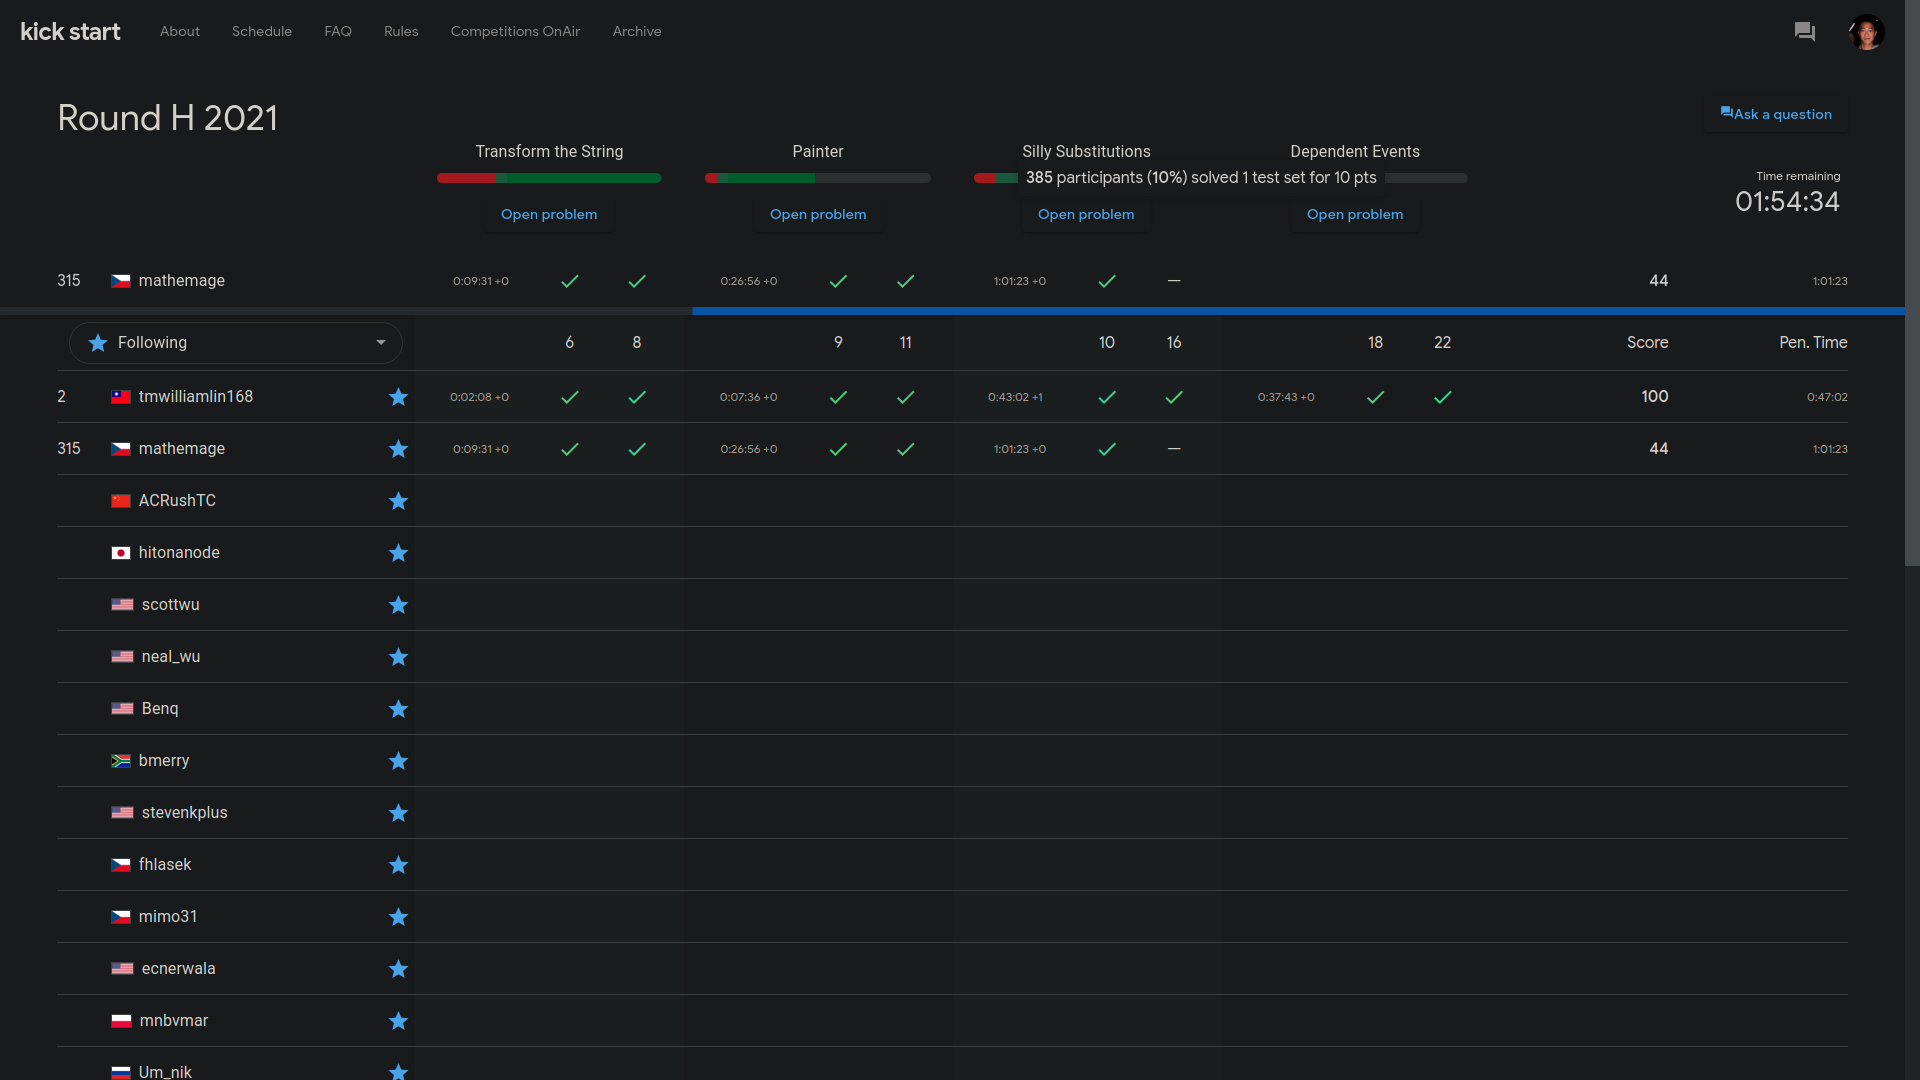 kick start About Schedule FAQ Rules Competitions OnAir Archive
Round H 2021
Ask a question
Transform the String Painter Silly Substitutions Dependent Events
385 participants (10%) solved 1 test set for 10 pts
Time remaining
01:54:34
Open problem Open problem Open problem Open problem
315 mathemage 0:09:31 +0 0:26:56 +0 1:01:23 +0 — 44 1:01:23
Following 6 8 9 11 10 16 18 22 Score Pen. Time
2 tmwilliamlin168 0:02:08 +0 0:07:36 +0 0:43:02 +1 0:37:43 +0 100 0:47:02
315 mathemage 0:09:31 +0 0:26:56 +0 1:01:23 +0 — 44 1:01:23
ACRushTC
hitonanode
scottwu
neal_wu
Benq
bmerry
stevenkplus
fhlasek
mimo31
ecnerwala
mnbvmar
Um_nik